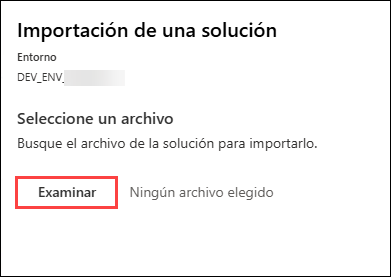 Importación de una solución
Entorno
DEV_ENV_
Seleccione un archivo
Busque el archivo de la solución para importarlo.
Examinar Ningún archivo elegido